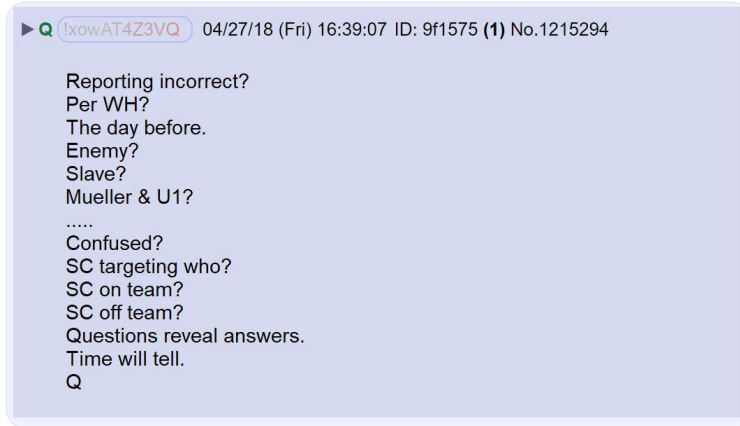 ▶ Q !xowAT4Z3VQ 04/27/18 (Fri) 16:39:07 ID: 9f1575 (1) No.1215294
Reporting incorrect?
Per WH?
The day before.
Enemy?
Slave?
Mueller & U1?
.....
Confused?
SC targeting who?
SC on team?
SC off team?
Questions reveal answers.
Time will tell.
Q